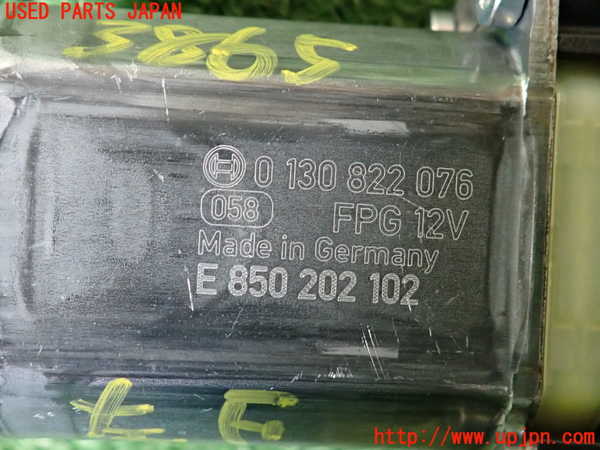 USED PARTS JAPAN
5865
0 130 822 076
058 FPG 12V
Made in Germany
E 850 202 102
http://www.upjpn.com/